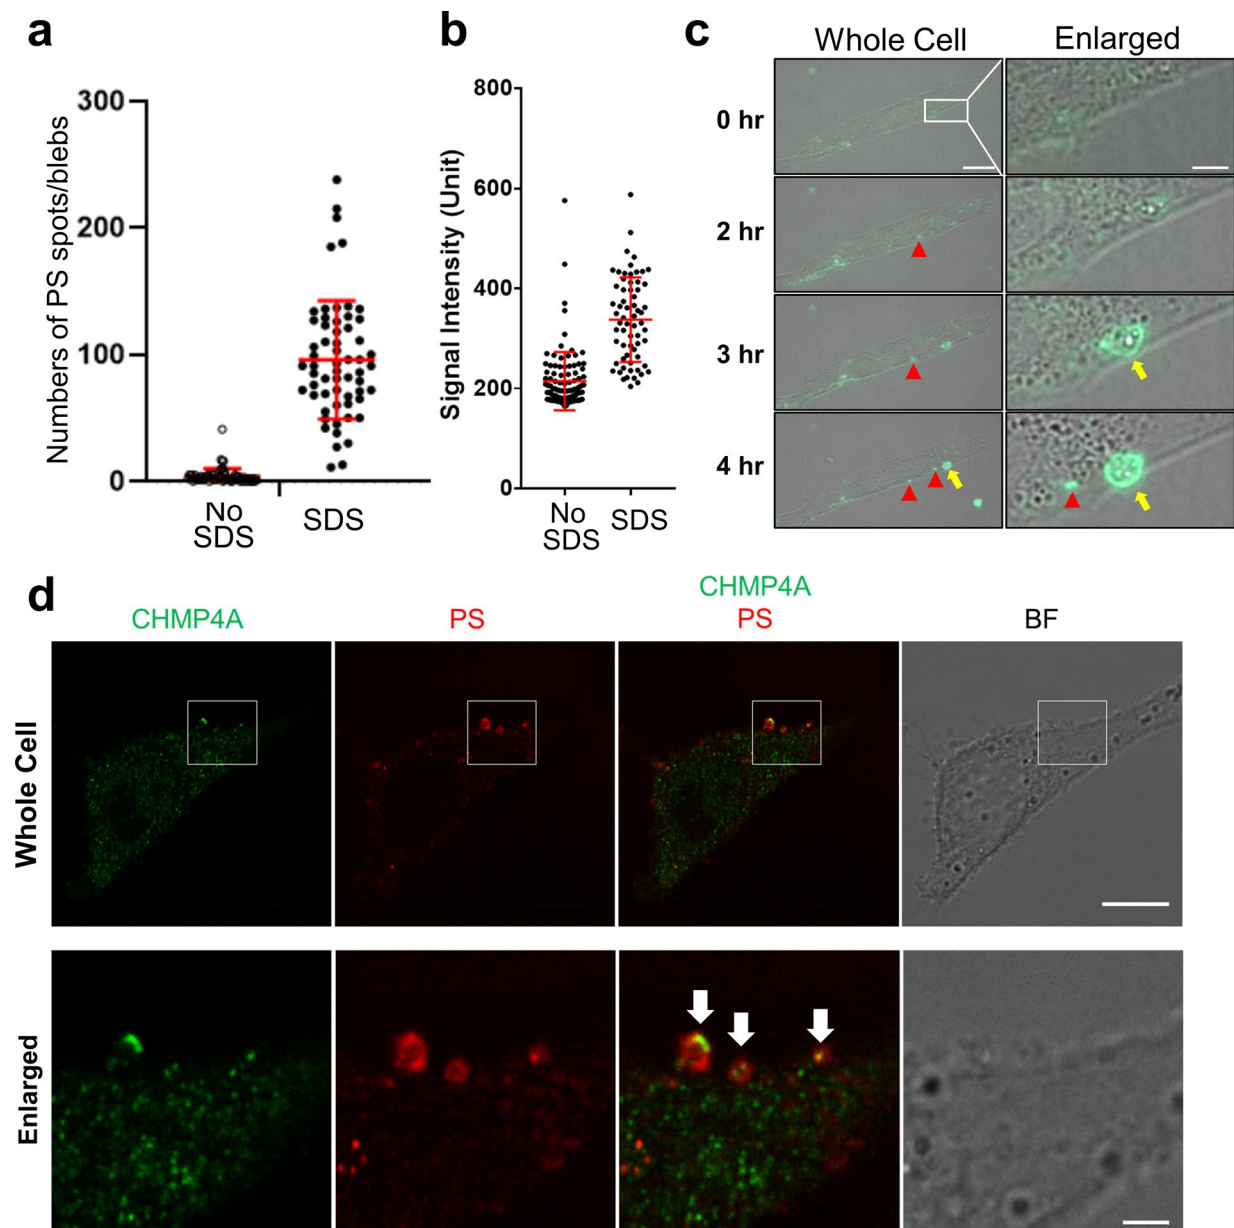 a
Numbers of PS spots/blebs
300
200
100
0
No
SDS
SDS
b
Signal Intensity (Unit)
800
600
400
200
0
No
SDS
SDS
c
Whole Cell
Enlarged
0 hr
2 hr
3 hr
4 hr
d
CHMP4A
PS
CHMP4A
PS
BF
Whole Cell
Enlarged